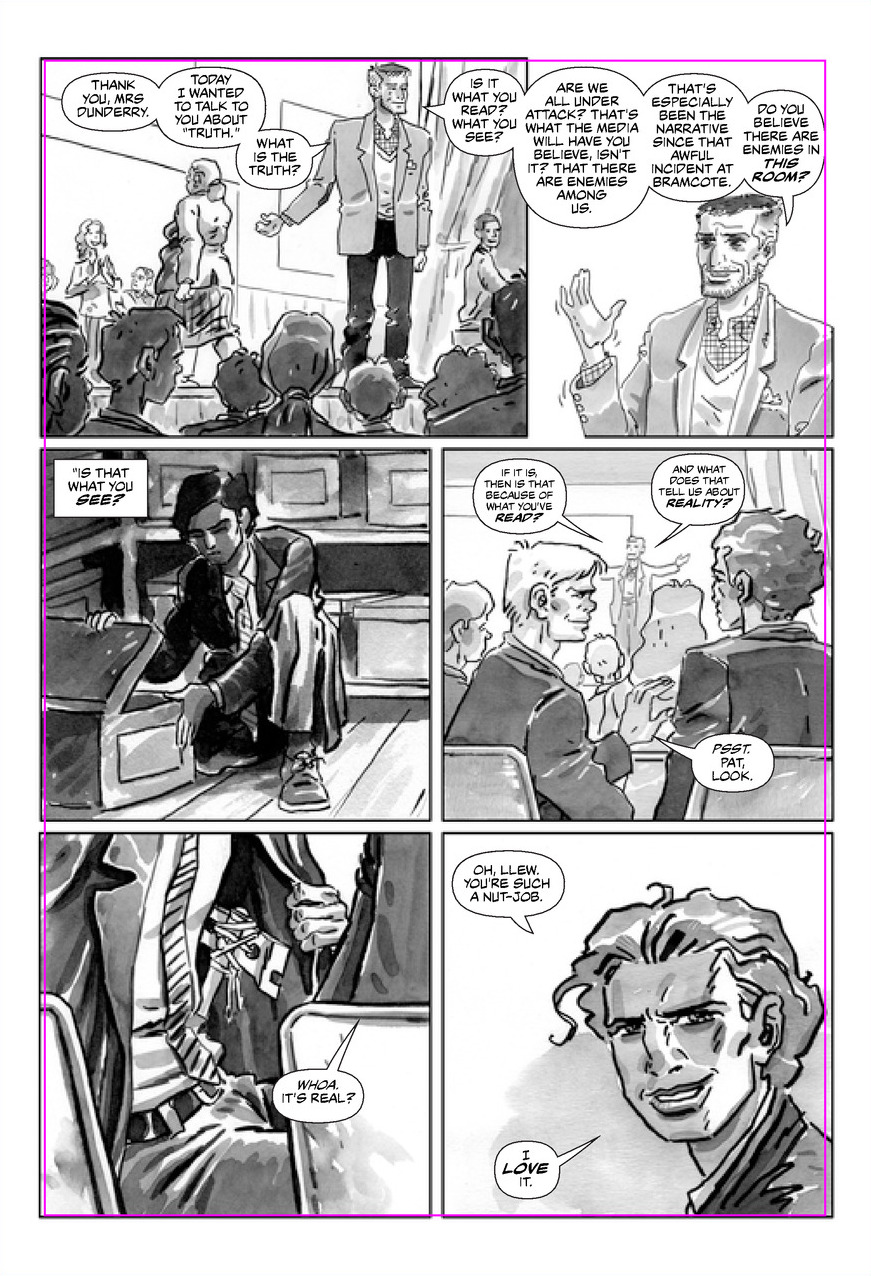 THANK
YOU, MRS
DUNDERRY.
TODAY
I WANTED
TO TALK TO
YOU ABOUT
"TRUTH."
WHAT
IS THE
TRUTH?
IS IT
WHAT YOU
READ?
WHAT YOU
SEE?
ARE WE
ALL UNDER
ATTACK? THAT'S
WHAT THE MEDIA
WILL HAVE YOU
BELIEVE, ISN'T
IT? THAT THERE
ARE ENEMIES
AMONG
US.
THAT'S
ESPECIALLY
BEEN THE
NARRATIVE
SINCE THAT
AWFUL
INCIDENT AT
BRAMCOTE.
DO YOU
BELIEVE
THERE ARE
ENEMIES IN
THIS
ROOM?
"IS THAT
WHAT YOU
SEE?
IF IT IS,
THEN IS THAT
BECAUSE OF
WHAT YOU'VE
READ?
AND WHAT
DOES THAT
TELL US ABOUT
REALITY?
PSST.
PAT,
LOOK.
WHOA.
IT'S REAL?
OH, LLEW.
YOU'RE SUCH
A NUT-JOB.
I
LOVE
IT.